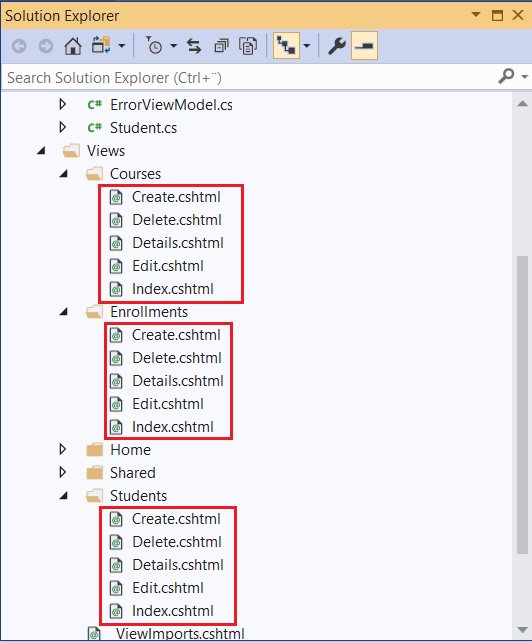 Solution Explorer
Search Solution Explorer (Ctrl+¨)
C# ErrorViewModel.cs
C# Student.cs
Views
Courses
Create.cshtml
Delete.cshtml
Details.cshtml
Edit.cshtml
Index.cshtml
Enrollments
Create.cshtml
Delete.cshtml
Details.cshtml
Edit.cshtml
Index.cshtml
Home
Shared
Students
Create.cshtml
Delete.cshtml
Details.cshtml
Edit.cshtml
Index.cshtml
_ViewImports.cshtml